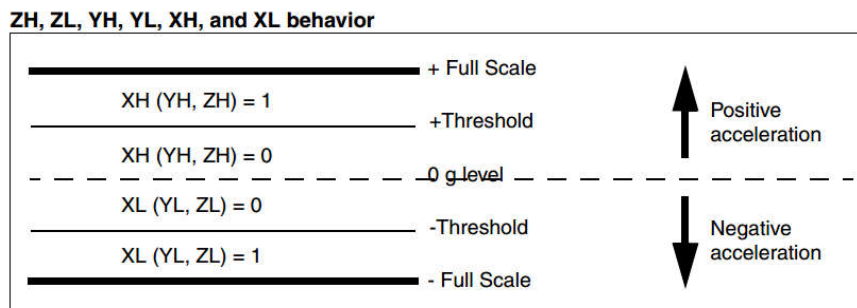 ZH, ZL, YH, YL, XH, and XL behavior
+ Full Scale
XH (YH, ZH) = 1
+Threshold
Positive
acceleration
XH (YH, ZH) = 0
0 g level
XL (YL, ZL) = 0
-Threshold
Negative
acceleration
XL (YL, ZL) = 1
- Full Scale